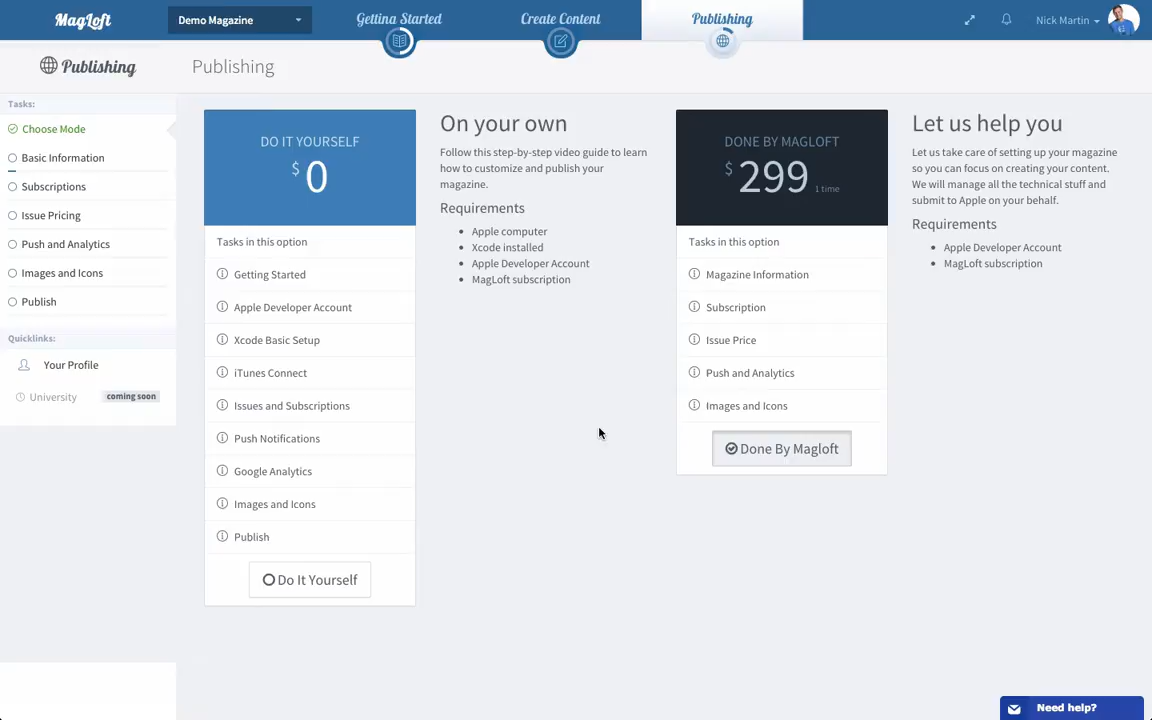 MagLoft
Demo Magazine
Getting Started
Create Content
Publishing
Nick Martin
Publishing
Publishing
Tasks:
Choose Mode
Basic Information
Subscriptions
Issue Pricing
Push and Analytics
Images and Icons
Publish
Quicklinks:
Your Profile
University
coming soon
DO IT YOURSELF
$ 0
Tasks in this option
Getting Started
Apple Developer Account
Xcode Basic Setup
iTunes Connect
Issues and Subscriptions
Push Notifications
Google Analytics
Images and Icons
Publish
Do It Yourself
On your own
Follow this step-by-step video guide to learn
how to customize and publish your
magazine.
Requirements
Apple computer
Xcode installed
Apple Developer Account
MagLoft subscription
DONE BY MAGLOFT
$ 299 1 time
Tasks in this option
Magazine Information
Subscription
Issue Price
Push and Analytics
Images and Icons
Done By Magloft
Let us help you
Let us take care of setting up your magazine
so you can focus on creating your content.
We will manage all the technical stuff and
submit to Apple on your behalf.
Requirements
Apple Developer Account
MagLoft subscription
Need help?